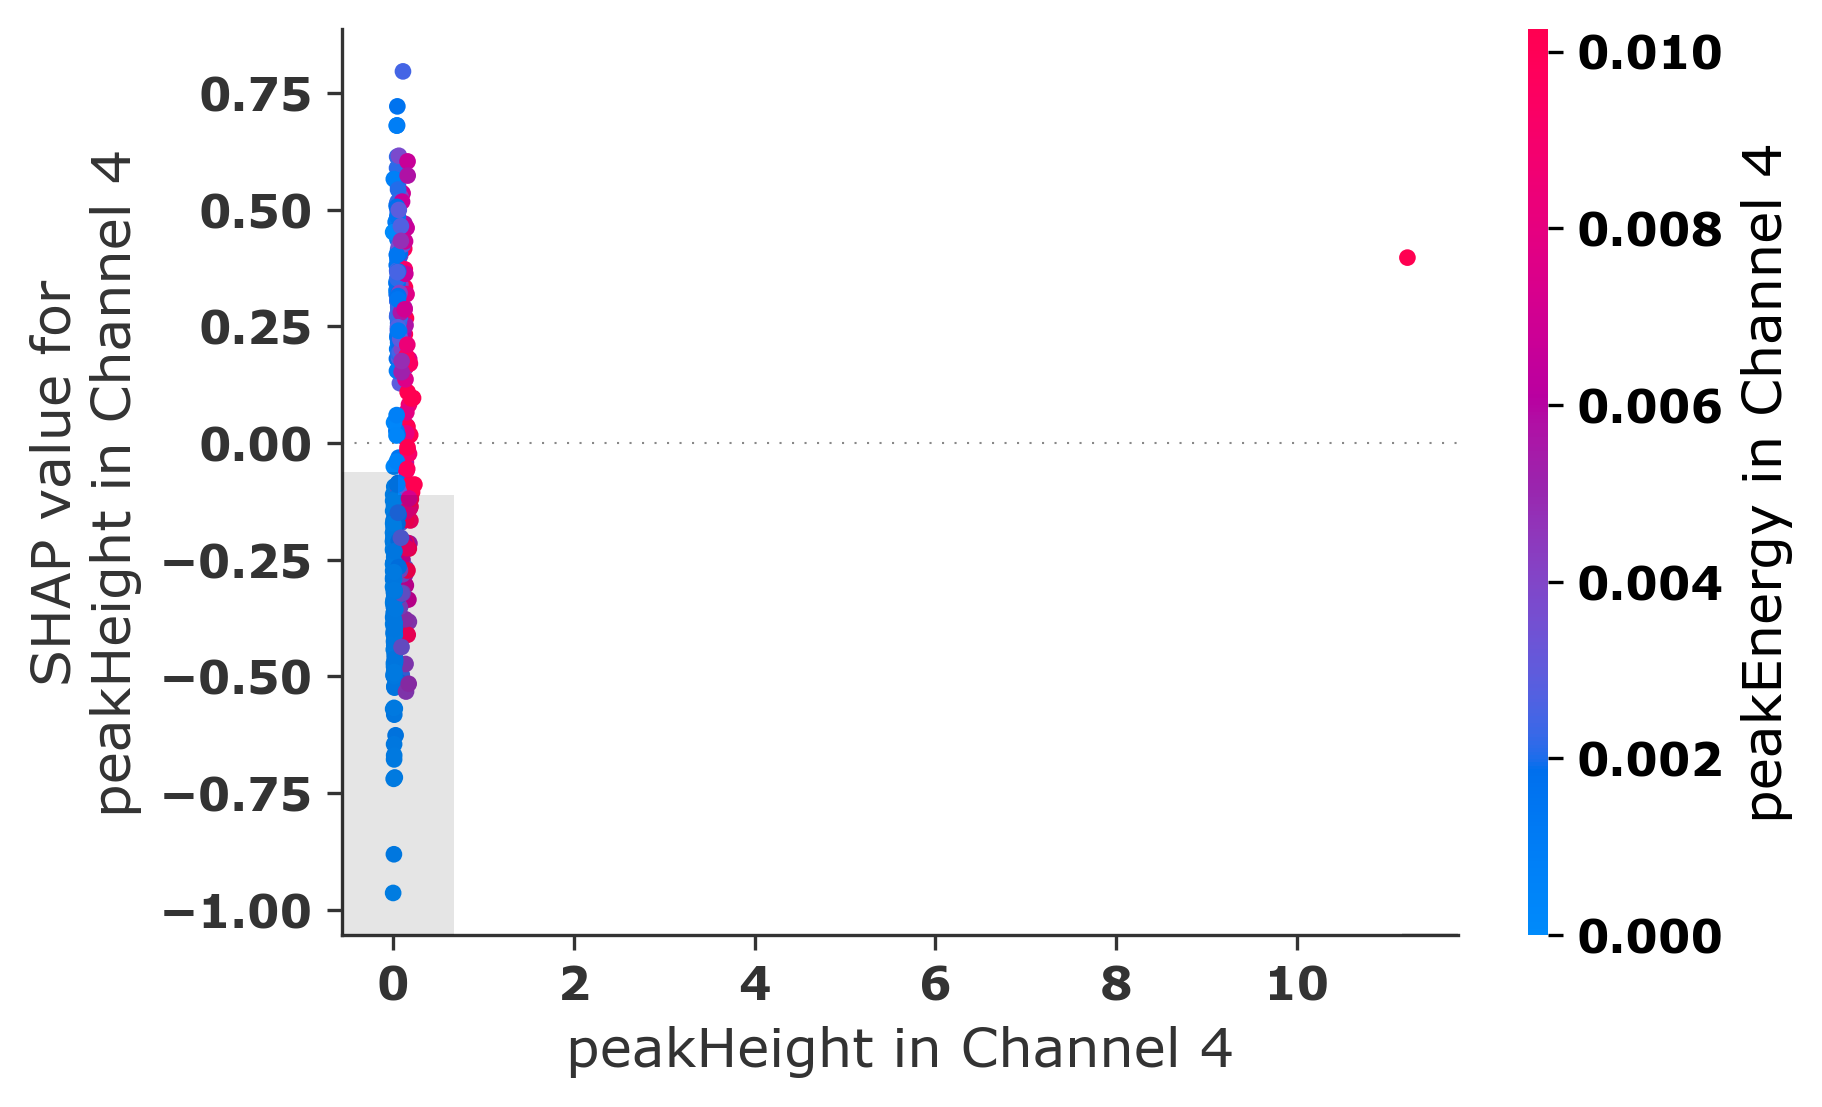 SHAP value for
peakHeight in Channel 4
0.75
0.50
0.25
0.00
−0.25
−0.50
−0.75
−1.00
0 2 4 6 8 10
peakHeight in Channel 4
0.010
0.008
0.006
0.004
0.002
0.000
peakEnergy in Channel 4